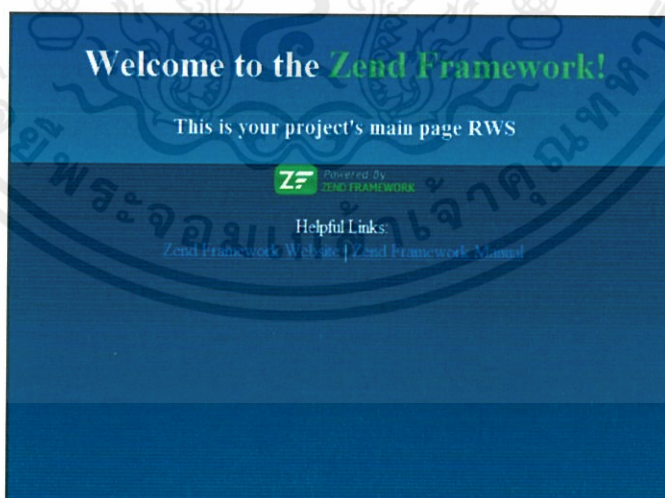 Welcome to the Zend Framework!
This is your project's main page RWS
Powered By
ZF ZEND FRAMEWORK
Helpful Links:
Zend Framework Website | Zend Framework Manual